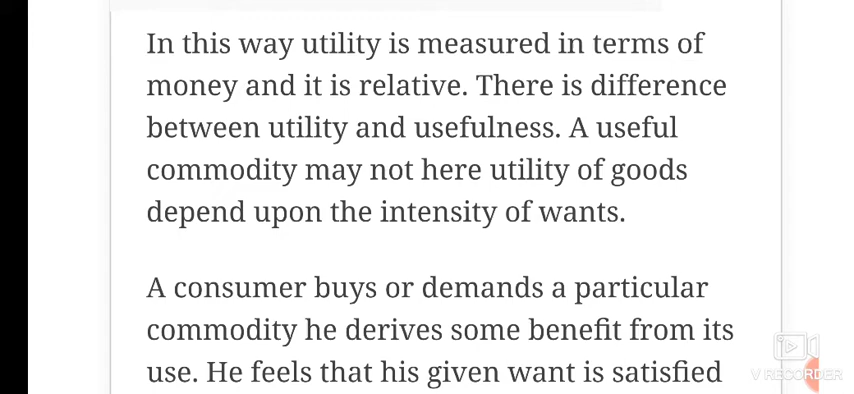 In this way utility is measured in terms of
money and it is relative. There is difference
between utility and usefulness. A useful
commodity may not here utility of goods
depend upon the intensity of wants.
A consumer buys or demands a particular
commodity he derives some benefit from its
use. He feels that his given want is satisfied
V RECORDER